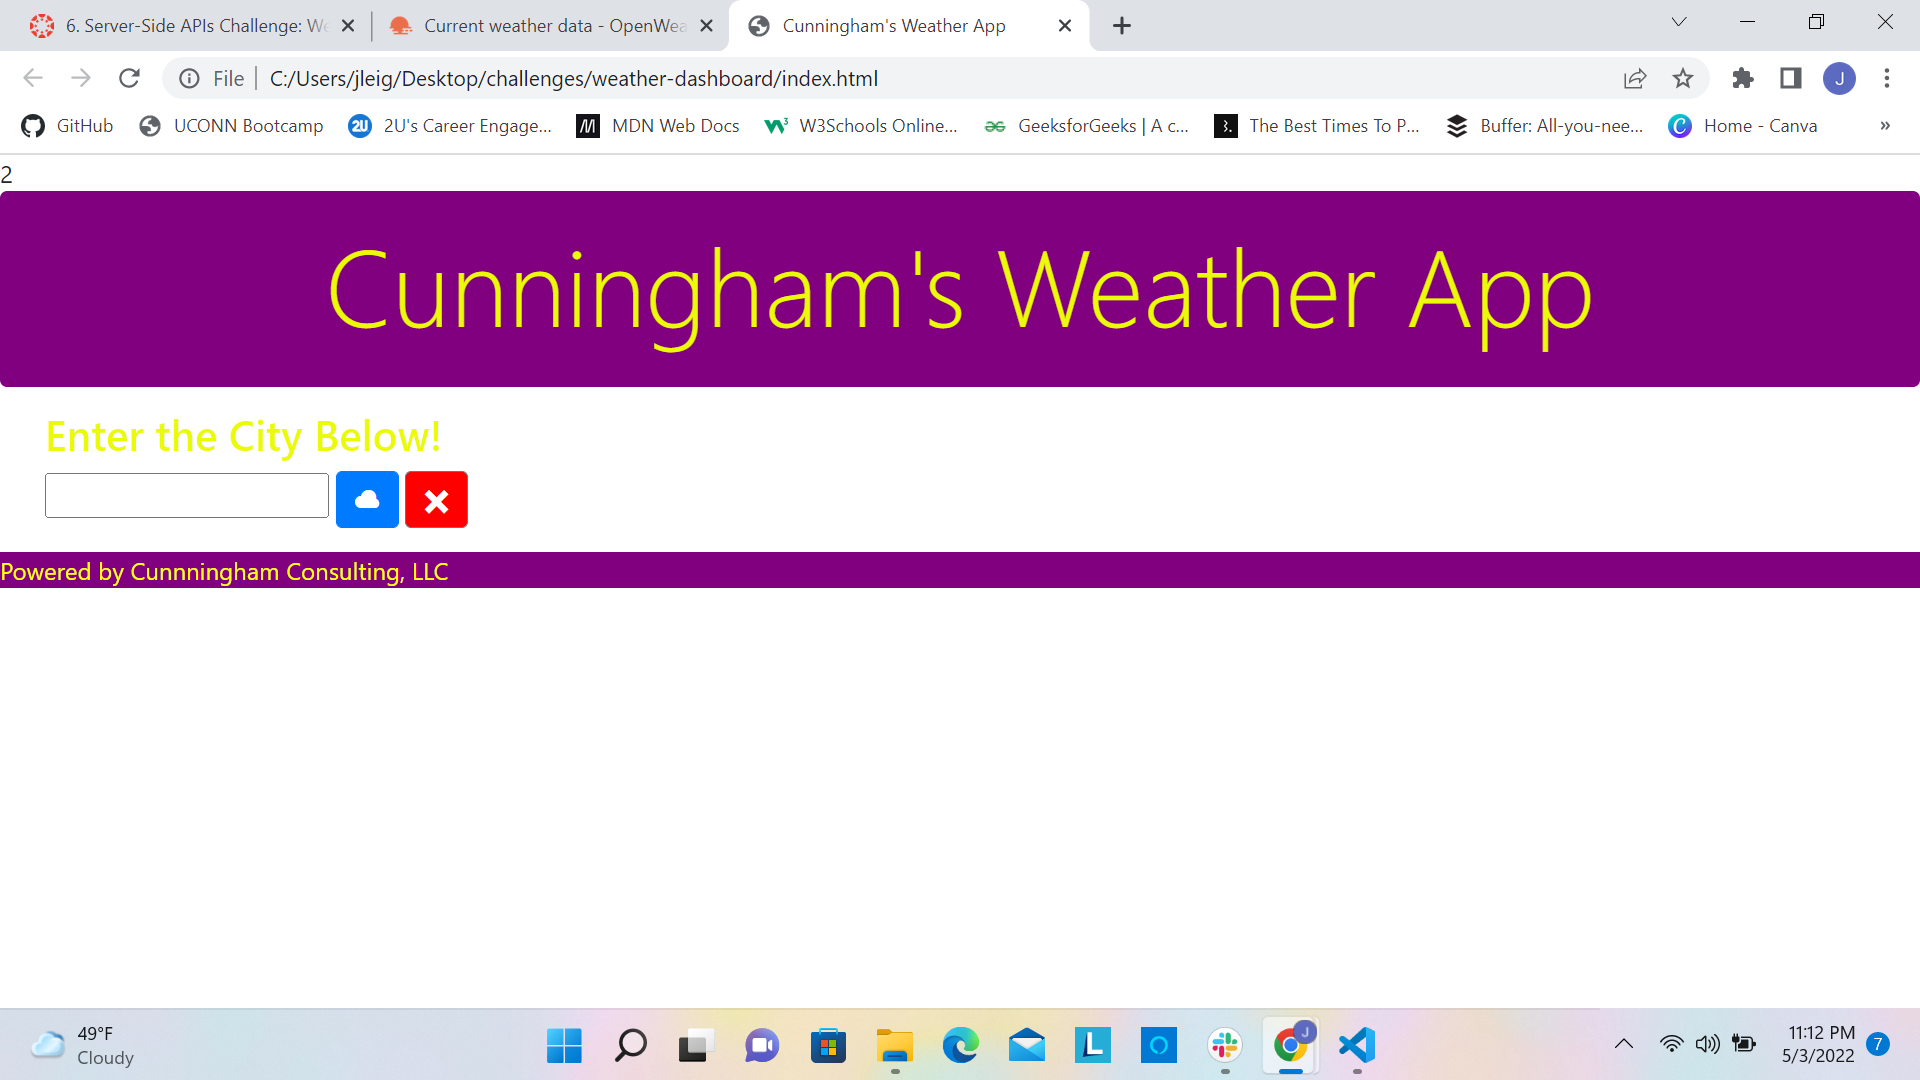 6. Server-Side APIs Challenge: We
Current weather data - OpenWea
Cunningham's Weather App
File
C:/Users/jleig/Desktop/challenges/weather-dashboard/index.html
J
GitHub
UCONN Bootcamp
2U
2U's Career Engage...
MDN Web Docs
W3Schools Online...
GeeksforGeeks | A c...
The Best Times To P...
Buffer: All-you-nee...
Home - Canva
»
2
Cunningham's Weather App
Enter the City Below!
Powered by Cunnningham Consulting, LLC
49°F
Cloudy
L
J
11:12 PM
5/3/2022
7